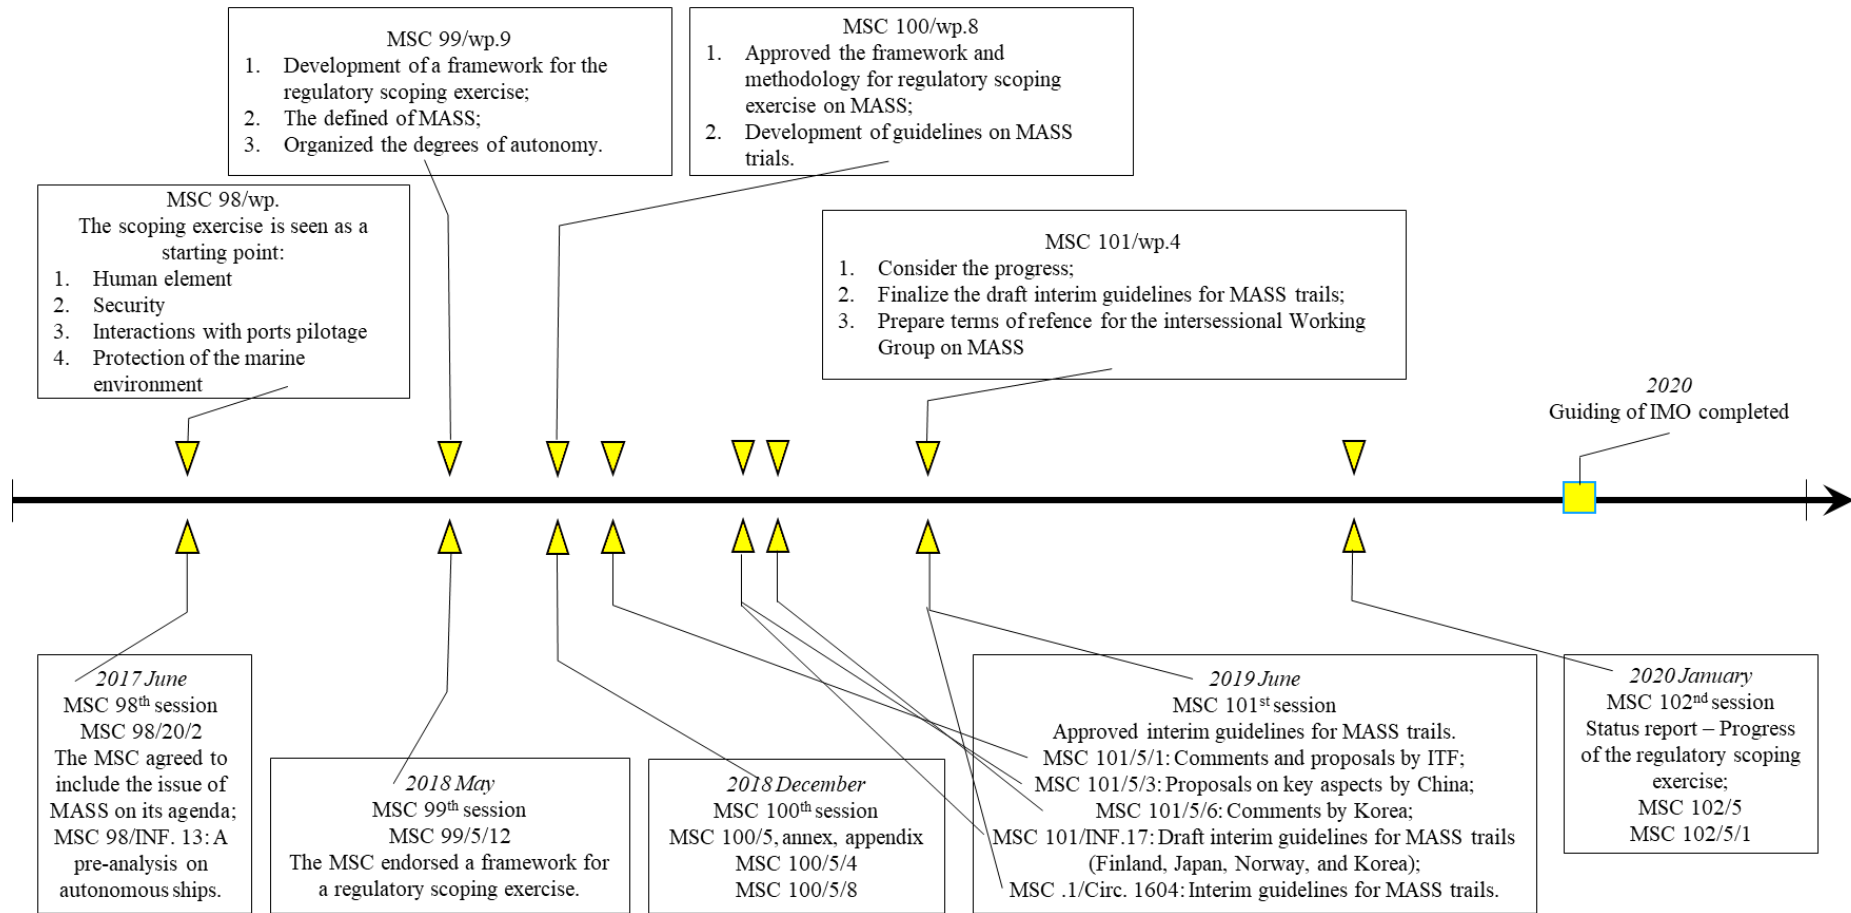 MSC 99/wp.9
1. Development of a framework for the
regulatory scoping exercise;
2. The defined of MASS;
3. Organized the degrees of autonomy.
MSC 100/wp.8
1. Approved the framework and
methodology for regulatory scoping
exercise on MASS;
2. Development of guidelines on MASS
trials.
MSC 98/wp.
The scoping exercise is seen as a
starting point:
1. Human element
2. Security
3. Interactions with ports pilotage
4. Protection of the marine
environment
MSC 101/wp.4
1. Consider the progress;
2. Finalize the draft interim guidelines for MASS trails;
3. Prepare terms of refence for the intersessional Working
Group on MASS
2020
Guiding of IMO completed
2017 June
MSC 98th session
MSC 98/20/2
The MSC agreed to
include the issue of
MASS on its agenda;
MSC 98/INF. 13: A
pre-analysis on
autonomous ships.
2018 May
MSC 99th session
MSC 99/5/12
The MSC endorsed a framework for
a regulatory scoping exercise.
2018 December
MSC 100th session
MSC 100/5, annex, appendix
MSC 100/5/4
MSC 100/5/8
2019 June
MSC 101st session
Approved interim guidelines for MASS trails.
MSC 101/5/1: Comments and proposals by ITF;
MSC 101/5/3: Proposals on key aspects by China;
MSC 101/5/6: Comments by Korea;
MSC 101/INF.17: Draft interim guidelines for MASS trails
(Finland, Japan, Norway, and Korea);
MSC .1/Circ. 1604: Interim guidelines for MASS trails.
2020 January
MSC 102nd session
Status report – Progress
of the regulatory scoping
exercise;
MSC 102/5
MSC 102/5/1